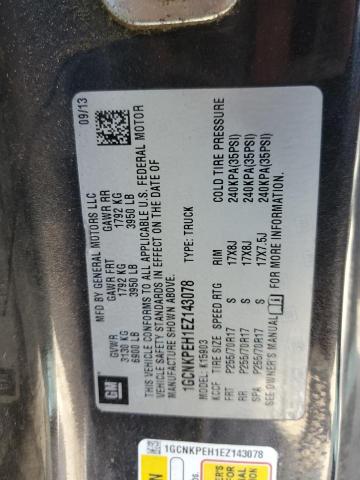 MFD BY GENERAL MOTORS LLC
09/13
GVWR GAWR FRT GAWR RR
3130 KG 1792 KG 1792 KG
6900 LB 3950 LB 3950 LB
THIS VEHICLE CONFORMS TO ALL APPLICABLE U.S. FEDERAL MOTOR
VEHICLE SAFETY STANDARDS IN EFFECT ON THE DATE OF
MANUFACTURE SHOWN ABOVE.
GM
1GCNKPEH1EZ143078 TYPE: TRUCK
MODEL: K15903
KCCF TIRE SIZE SPEED RTG RIM COLD TIRE PRESSURE
FRT P255/70R17 S 17X8J 240KPA(35PSI)
RR P255/70R17 S 17X8J 240KPA(35PSI)
SPA P255/70R17 S 17X7.5J 240KPA(35PSI)
SEE OWNER'S MANUAL FOR MORE INFORMATION.
1GCNKPEH1EZ143078